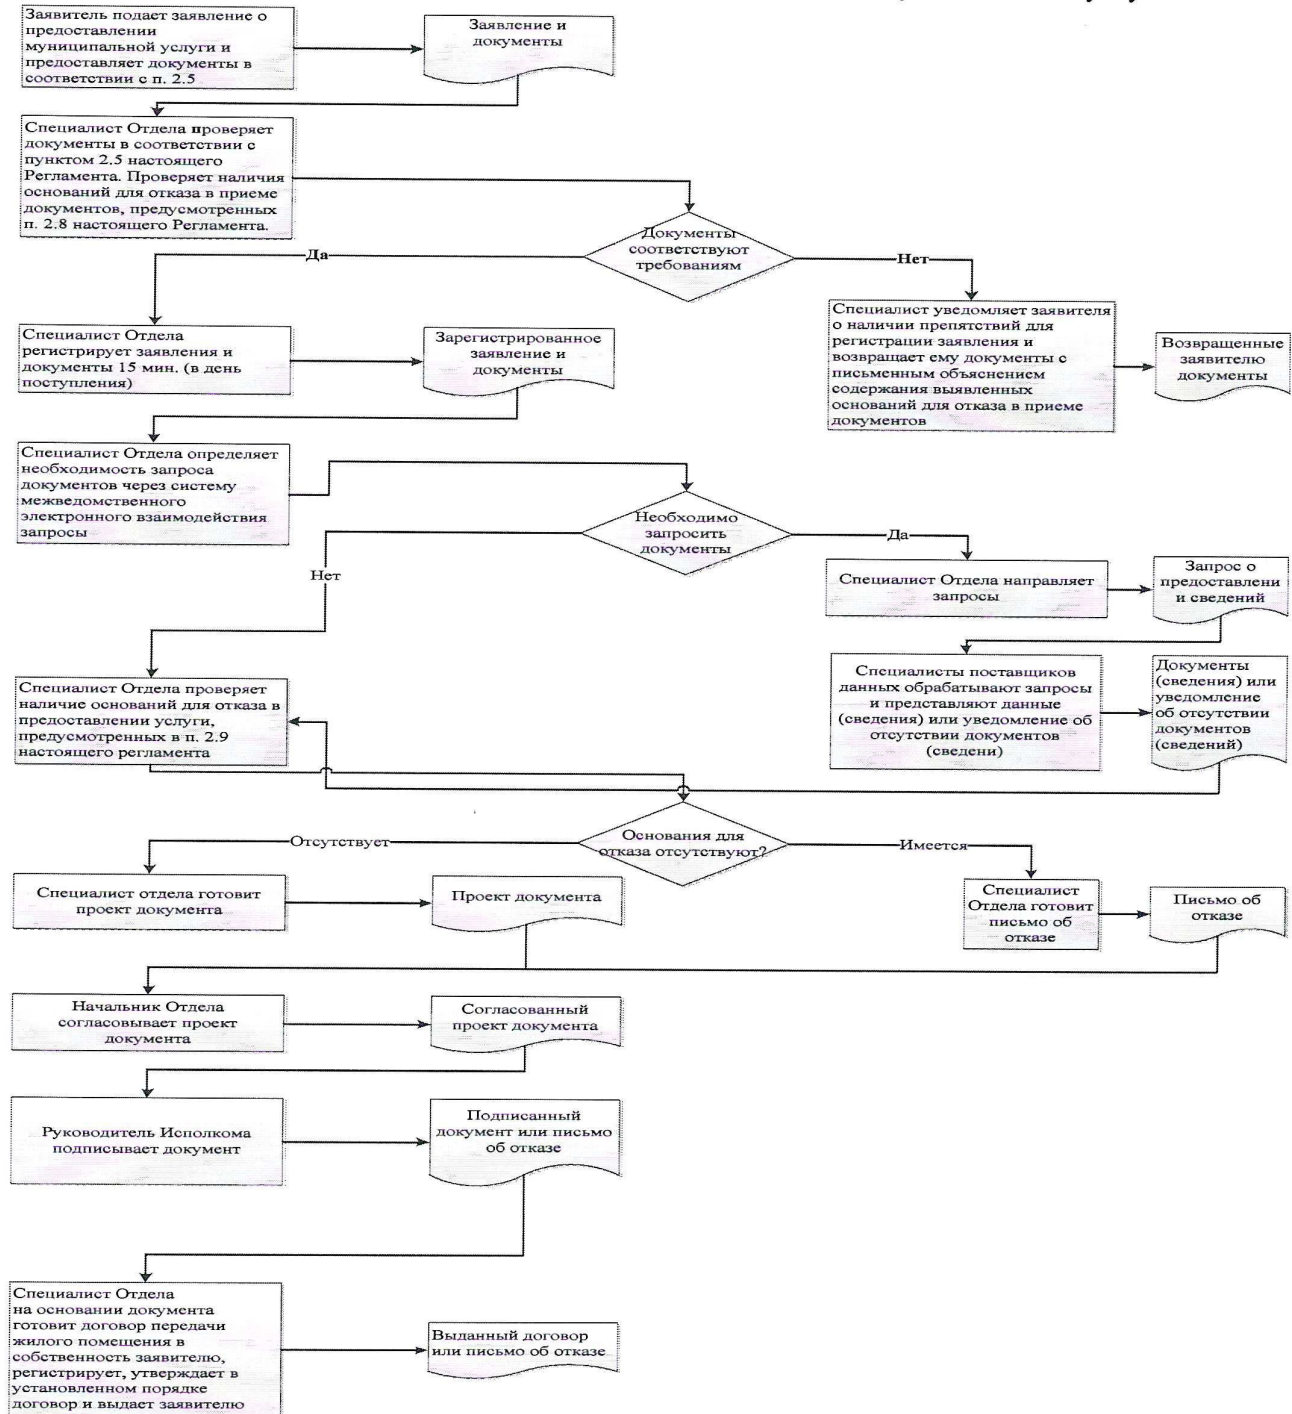 Заявитель подает заявление о
предоставлении
муниципальной услуги и
предоставляет документы в
соответствии с п. 2.5
Заявление и
документы
Специалист Отдела проверяет
документы в соответствии с
пунктом 2.5 настоящего
Регламента. Проверяет наличия
оснований для отказа в приеме
документов, предусмотренных
п. 2.8 настоящего Регламента.
Документы
соответствуют
требованиям
Да
Нет
Специалист Отдела
регистрирует заявления и
документы 15 мин. (в день
поступления)
Зарегистрированное
заявление и
документы
Специалист уведомляет заявителя
о наличии препятствий для
регистрации заявления и
возвращает ему документы с
письменным объяснением
содержания выявленных
оснований для отказа в приеме
документов
Возвращенные
заявителю
документы
Специалист Отдела определяет
необходимость запроса
документов через систему
межведомственного
электронного взаимодействия
запросы
Необходимо
запросить
документы
Да
Нет
Специалист Отдела направляет
запросы
Запрос о
предоставлени
и сведений
Специалист Отдела проверяет
наличие оснований для отказа в
предоставлении услуги,
предусмотренных в п. 2.9
настоящего регламента
Специалисты поставщиков
данных обрабатывают запросы
и представляют данные
(сведения) или уведомление об
отсутствии документов
(сведени)
Документы
(сведения) или
уведомление
об отсутствии
документов
(сведений)
Основания для
отказа отсутствуют?
Отсутствует
Имеется
Специалист отдела готовит
проект документа
Проект документа
Специалист
Отдела готовит
письмо об
отказе
Письмо об
отказе
Начальник Отдела
согласовывает проект
документа
Согласованный
проект документа
Руководитель Исполкома
подписывает документ
Подписанный
документ или письмо
об отказе
Специалист Отдела
на основании документа
готовит договор передачи
жилого помещения в
собственность заявителю,
регистрирует, утверждает в
установленном порядке
договор и выдает заявителю
Выданный договор
или письмо об отказе